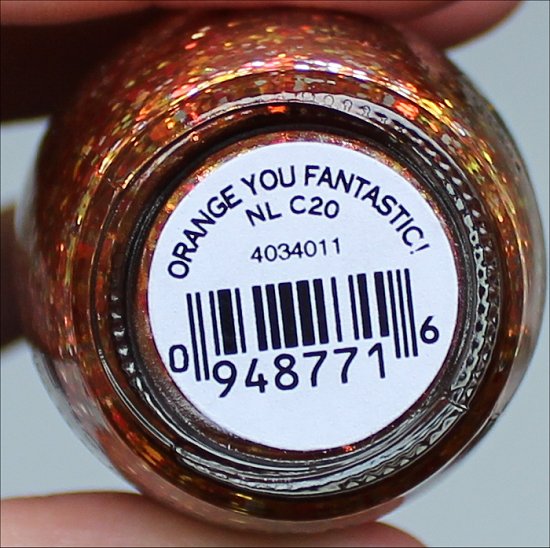 ORANGE YOU FANTASTIC!
NL C20
4034011
0 948771 6